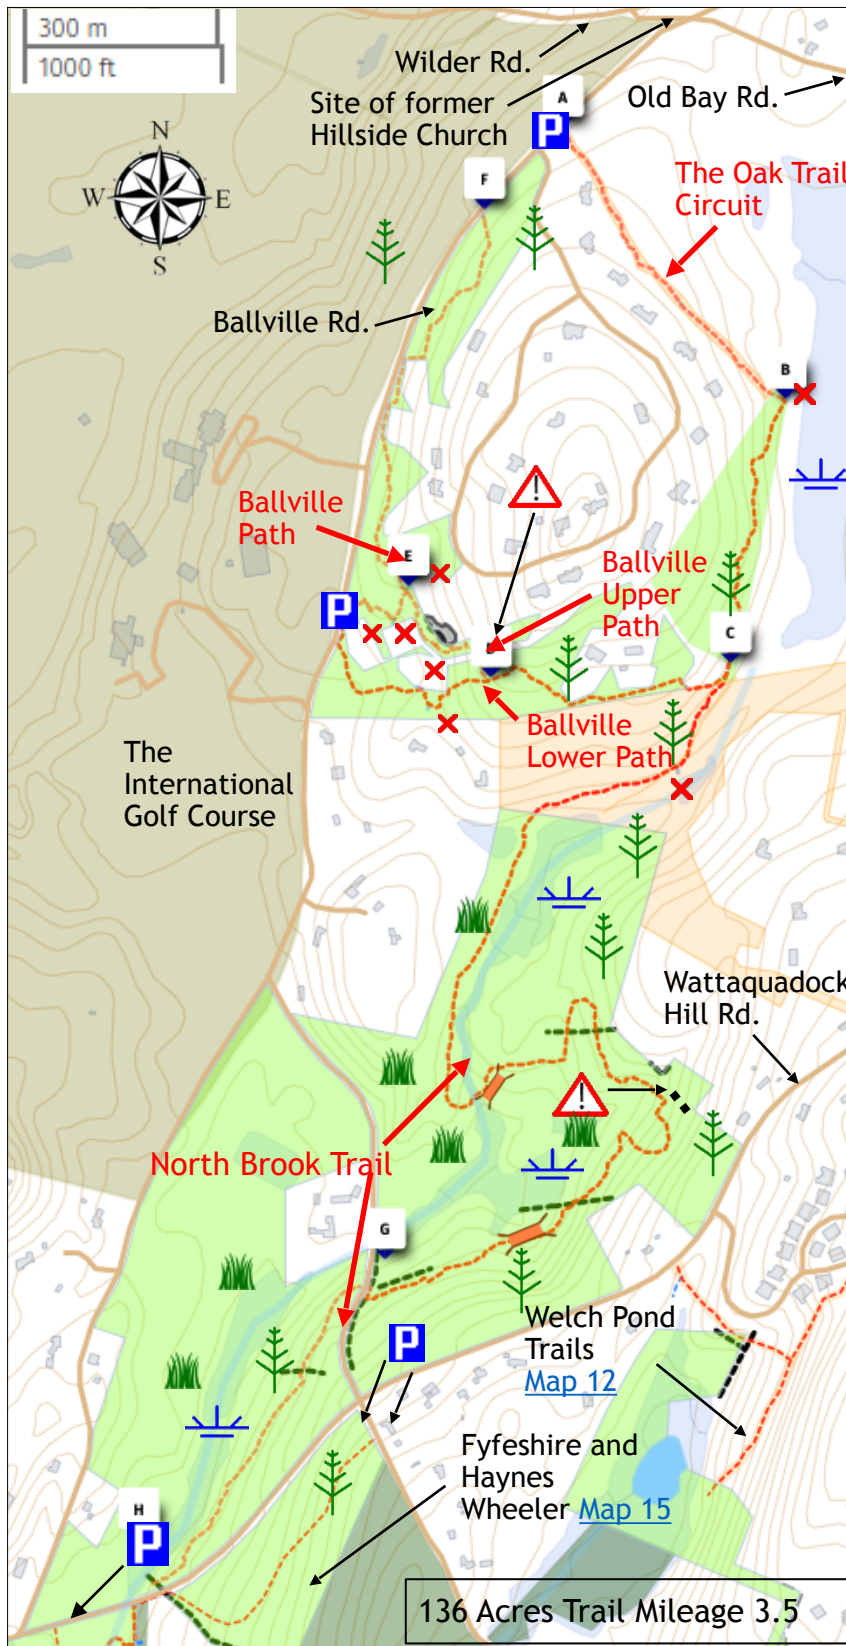 300 m
1000 ft
Wilder Rd.
Site of former
Hillside Church
A
P
Old Bay Rd.
N
W E
S
F
The Oak Trail
Circuit
Ballville Rd.
B
!
Ballville
Path
E
Ballville
Upper
Path
P
C
Ballville
Lower Path
The
International
Golf Course
Wattaquadock
Hill Rd.
!
North Brook Trail
G
Welch Pond
Trails
Map 12
P
Fyfeshire and
Haynes
Wheeler Map 15
H
P
136 Acres Trail Mileage 3.5